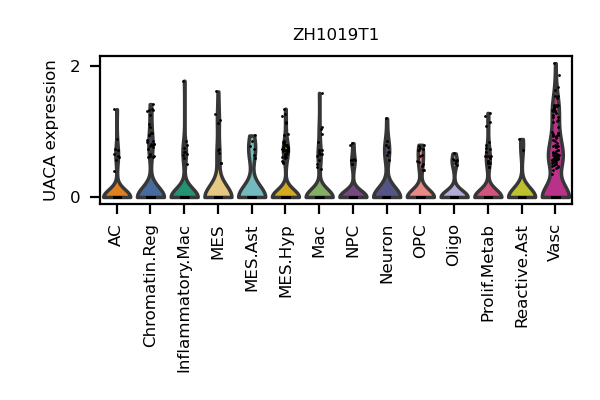 ZH1019T1
UACA expression
2
0
AC
Chromatin.Reg
Inflammatory.Mac
MES
MES.Ast
MES.Hyp
Mac
NPC
Neuron
OPC
Oligo
Prolif.Metab
Reactive.Ast
Vasc